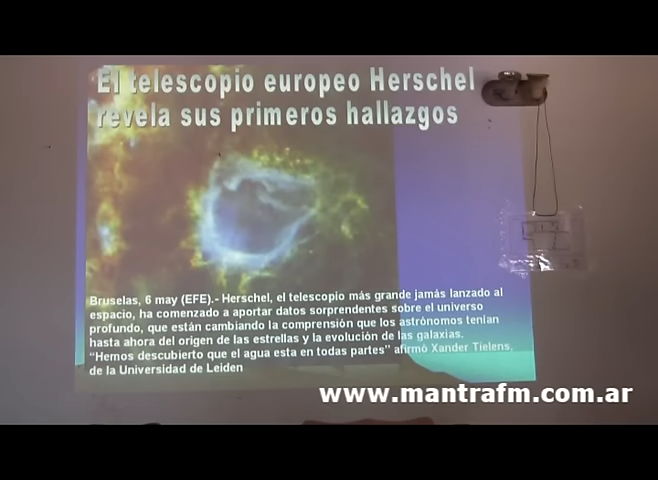 El telescopio europeo Herschel
revela sus primeros hallazgos
Bruselas, 6 may (EFE).- Herschel, el telescopio más grande jamás lanzado al
espacio, ha comenzado a aportar datos sorprendentes sobre el universo
profundo, que están cambiando la comprensión que los astrónomos tenían
hasta ahora del origen de las estrellas y la evolución de las galaxias.
“Hemos descubierto que el agua esta en todas partes” afirmó Xander Tielens,
de la Universidad de Leiden
www.mantrafm.com.ar